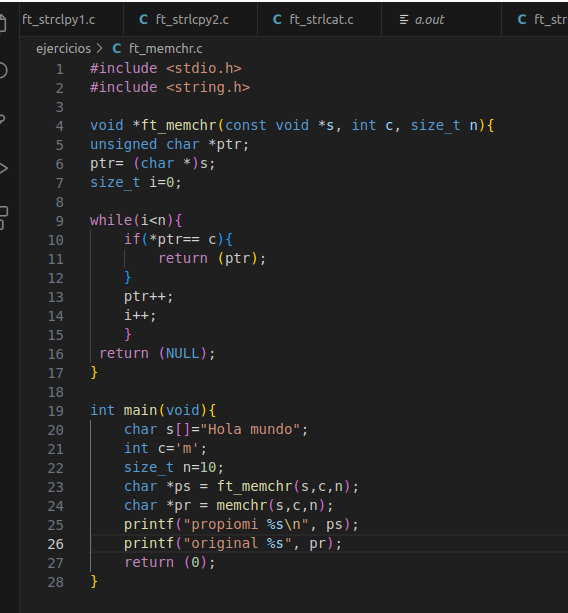 ft_strclpy1.c C ft_strlcpy2.c C ft_strlcat.c a.out C ft_str
ejercicios > C ft_memchr.c
1 #include <stdio.h>
2 #include <string.h>
3
4 void *ft_memchr(const void *s, int c, size_t n){
5 unsigned char *ptr;
6 ptr= (char *)s;
7 size_t i=0;
8
9 while(i<n){
10 if(*ptr== c){
11 return (ptr);
12 }
13 ptr++;
14 i++;
15 }
16 return (NULL);
17 }
18
19 int main(void){
20 char s[]="Hola mundo";
21 int c='m';
22 size_t n=10;
23 char *ps = ft_memchr(s,c,n);
24 char *pr = memchr(s,c,n);
25 printf("propiomi %s\n", ps);
26 printf("original %s", pr);
27 return (0);
28 }